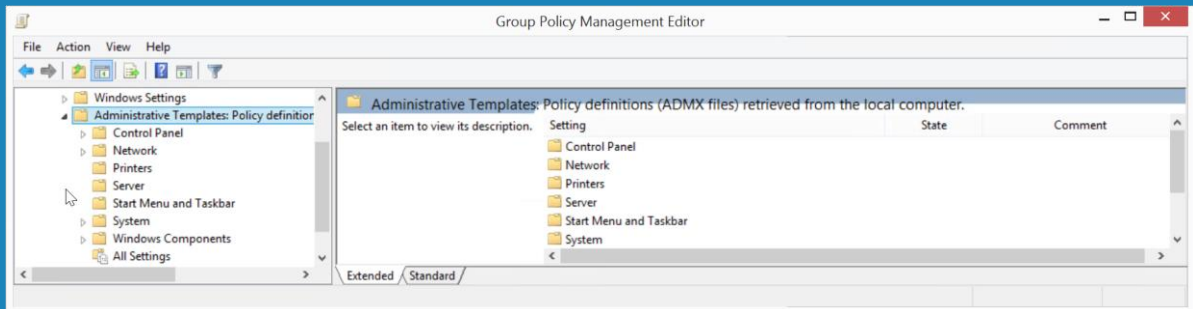 Group Policy Management Editor
File Action View Help
Windows Settings
Administrative Templates: Policy definition
Control Panel
Network
Printers
Server
Start Menu and Taskbar
System
Windows Components
All Settings
Administrative Templates: Policy definitions (ADMX files) retrieved from the local computer.
Select an item to view its description.
Setting State Comment
Control Panel
Network
Printers
Server
Start Menu and Taskbar
System
Extended Standard